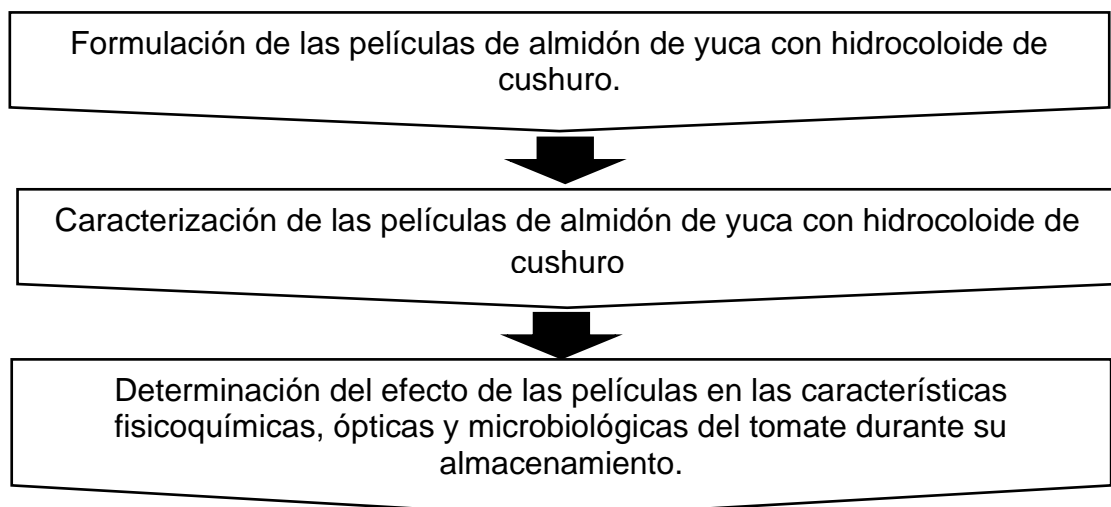 Formulación de las películas de almidón de yuca con hidrocoloide de
cushuro.
Caracterización de las películas de almidón de yuca con hidrocoloide de
cushuro
Determinación del efecto de las películas en las características
fisicoquímicas, ópticas y microbiológicas del tomate durante su
almacenamiento.